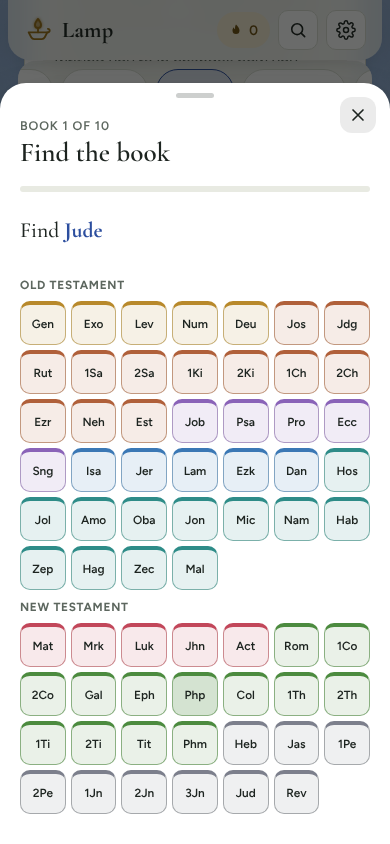 Lamp
0
BOOK 1 OF 10
Find the book
Find Jude
OLD TESTAMENT
Gen Exo Lev Num Deu Jos Jdg
Rut 1Sa 2Sa 1Ki 2Ki 1Ch 2Ch
Ezr Neh Est Job Psa Pro Ecc
Sng Isa Jer Lam Ezk Dan Hos
Jol Amo Oba Jon Mic Nam Hab
Zep Hag Zec Mal
NEW TESTAMENT
Mat Mrk Luk Jhn Act Rom 1Co
2Co Gal Eph Php Col 1Th 2Th
1Ti 2Ti Tit Phm Heb Jas 1Pe
2Pe 1Jn 2Jn 3Jn Jud Rev